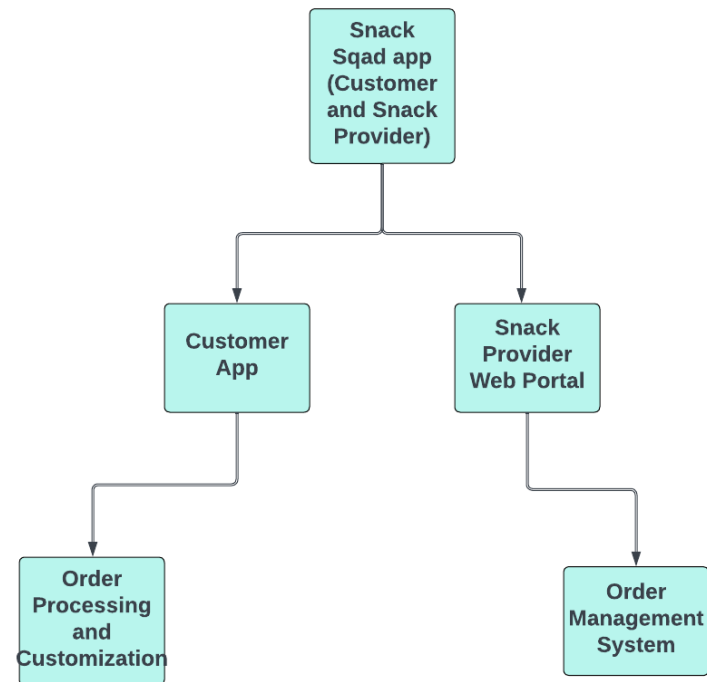 Snack
Sqad app
(Customer
and Snack
Provider)
Customer
App
Snack
Provider
Web Portal
Order
Processing
and
Customization
Order
Management
System